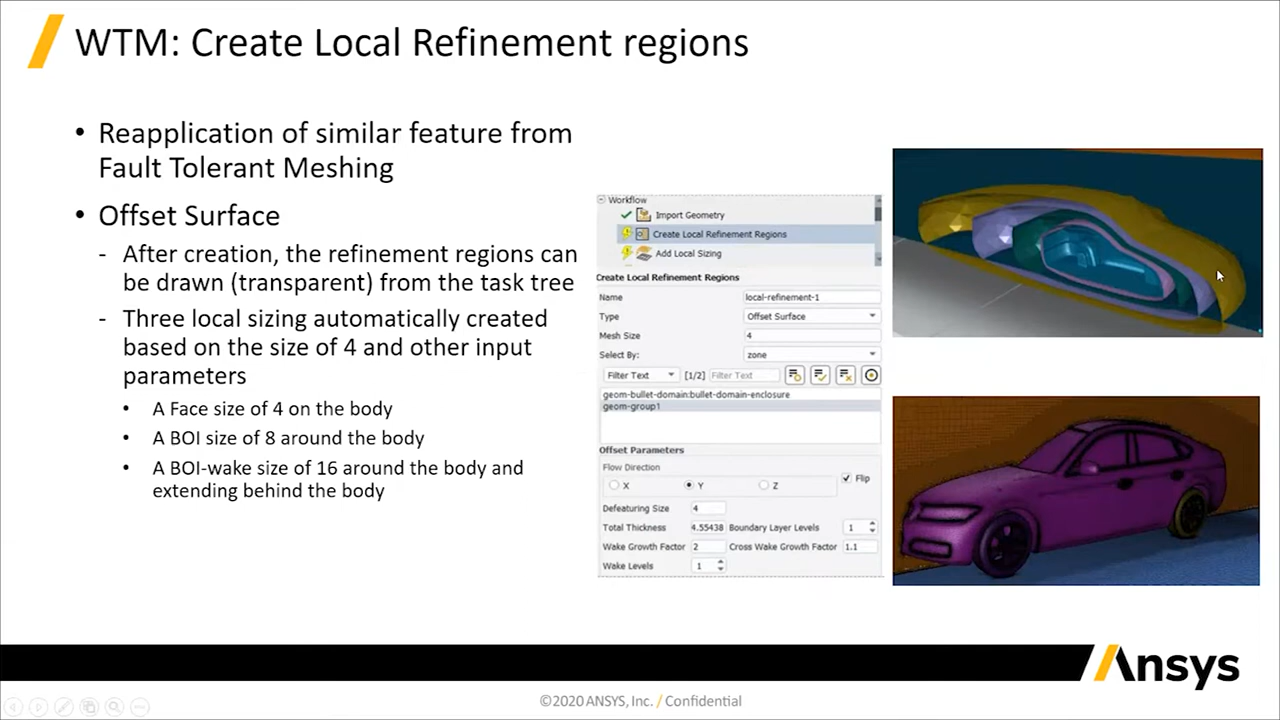 WTM: Create Local Refinement regions
• Reapplication of similar feature from
Fault Tolerant Meshing
• Offset Surface
- After creation, the refinement regions can
be drawn (transparent) from the task tree
- Three local sizing automatically created
based on the size of 4 and other input
parameters
• A Face size of 4 on the body
• A BOI size of 8 around the body
• A BOI-wake size of 16 around the body and
extending behind the body
Workflow
Import Geometry
Create Local Refinement Regions
Add Local Sizing
Create Local Refinement Regions
Name local-refinement-1
Type Offset Surface
Mesh Size 4
Select By: zone
Filter Text [1/2] Filter Text
geom-bullet-domain:bullet-domain-enclosure
geom-group1
Offset Parameters
Flow Direction
X Y Z Flip
Defeaturing Size 4
Total Thickness 4.55438 Boundary Layer Levels 1
Wake Growth Factor 2 Cross Wake Growth Factor 1.1
Wake Levels 1
Ansys
©2020 ANSYS, Inc. / Confidential